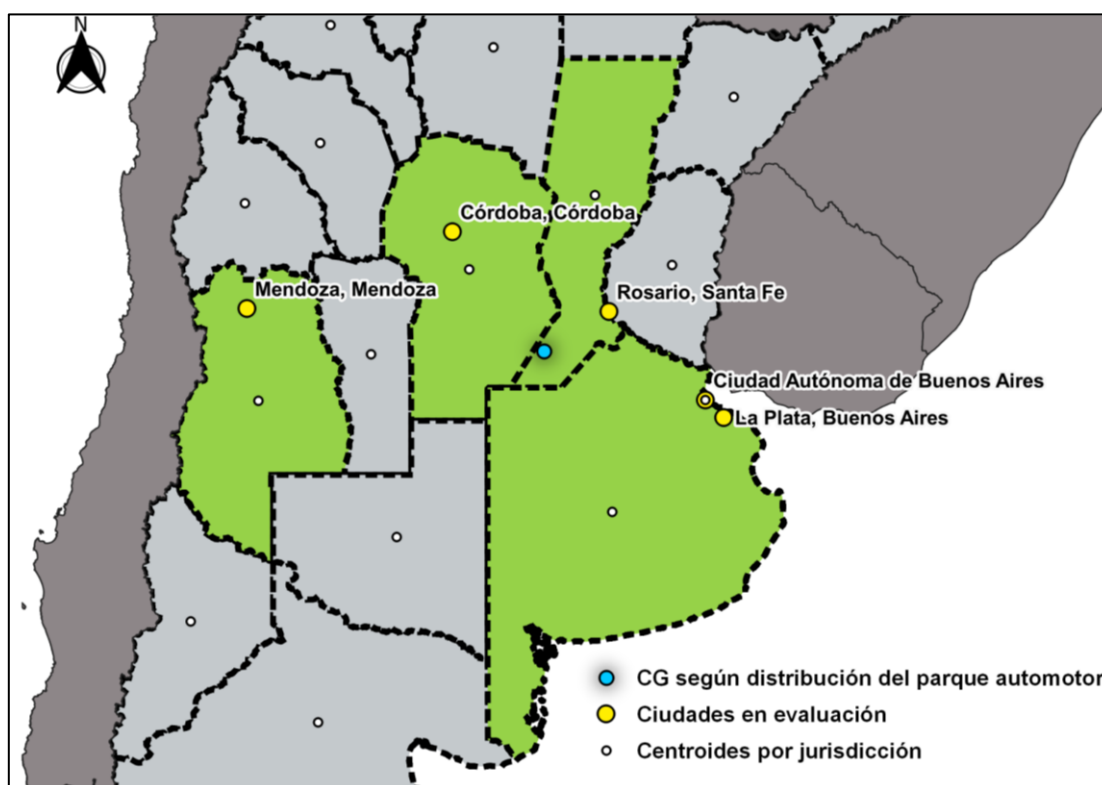 N
Córdoba, Córdoba
Mendoza, Mendoza
Rosario, Santa Fe
Ciudad Autónoma de Buenos Aires
La Plata, Buenos Aires
CG según distribución del parque automotor
Ciudades en evaluación
Centroides por jurisdicción